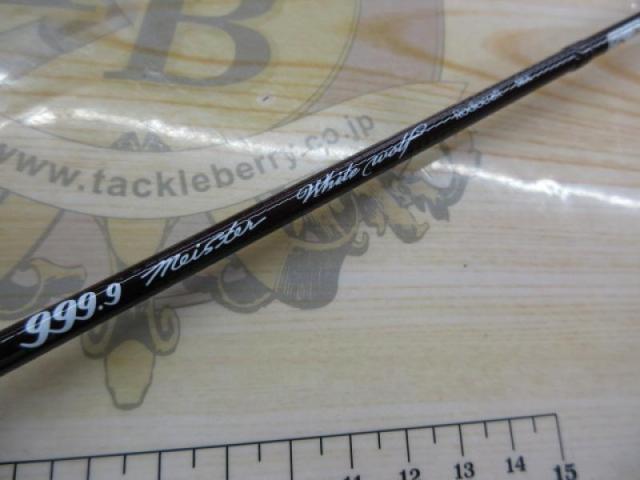 B
www.tackleberry.co.jp
999.9 Meister White wolf
11 12 13 14 15